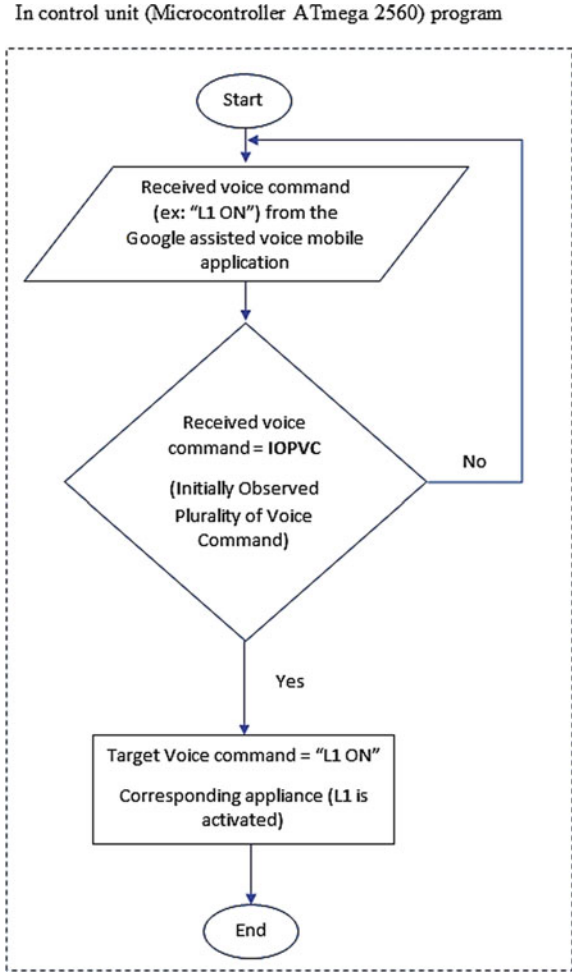 In control unit (Microcontroller ATmega 2560) program
Start
Received voice command
(ex: “L1 ON”) from the
Google assisted voice mobile
application
Received voice
command = IOPVC
(Initially Observed
Plurality of Voice
Command)
No
Yes
Target Voice command = “L1 ON”
Corresponding appliance (L1 is
activated)
End